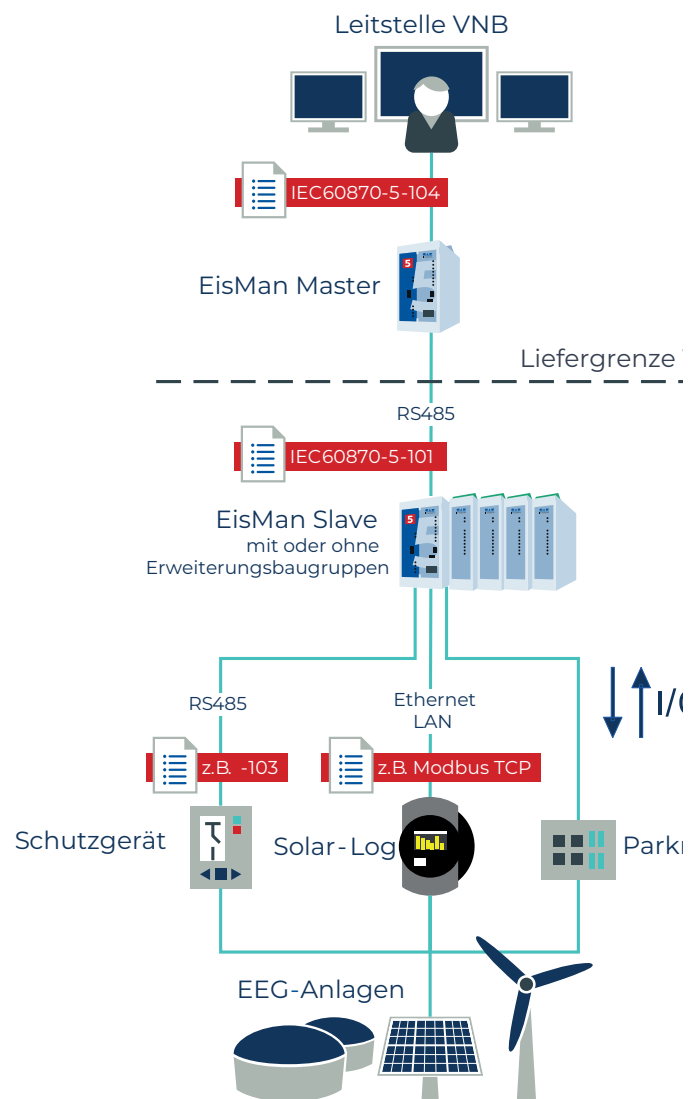 Leitstelle VNB
IEC60870-5-104
EisMan Master
Liefergrenze
RS485
IEC60870-5-101
EisMan Slave
mit oder ohne
Erweiterungsbaugruppen
RS485
Ethernet
LAN
z.B. -103
z.B. Modbus TCP
Schutzgerät
Solar-Log
EEG-Anlagen